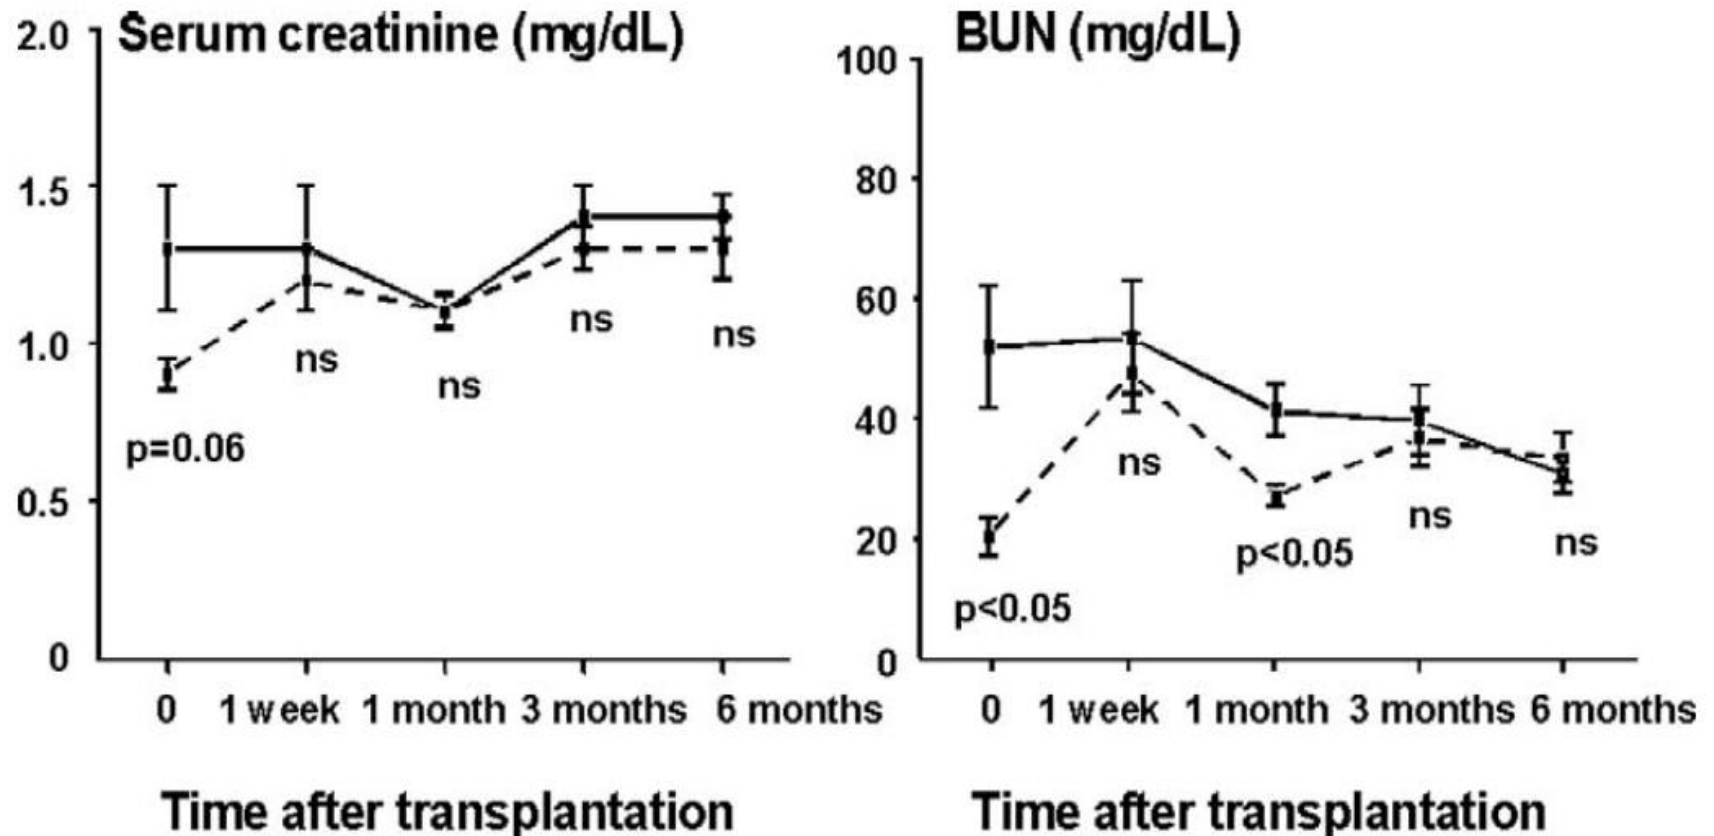 Serum creatinine (mg/dL)
2.0
1.5
1.0
0.5
0
p=0.06
ns
ns
ns
ns
0 1 week 1 month 3 months 6 months
Time after transplantation
BUN (mg/dL)
100
80
60
40
20
0
p<0.05
ns
p<0.05
ns
ns
0 1 week 1 month 3 months 6 months
Time after transplantation